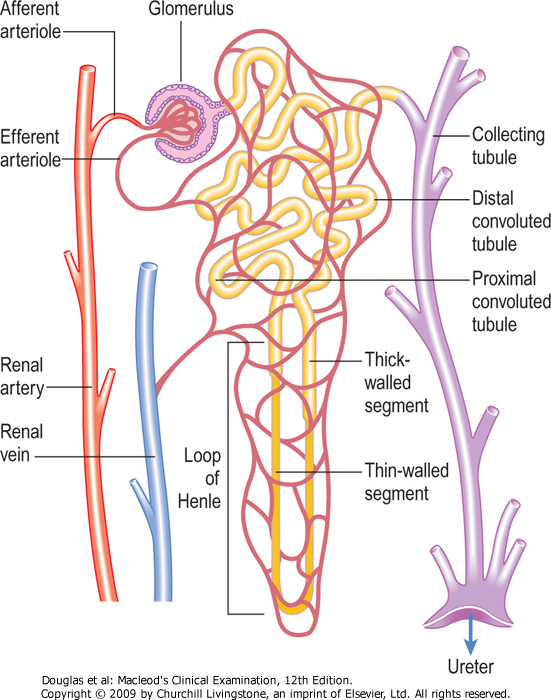 Afferent
arteriole
Glomerulus
Efferent
arteriole
Collecting
tubule
Distal
convoluted
tubule
Proximal
convoluted
tubule
Renal
artery
Thick-
walled
segment
Renal
vein
Loop
of
Henle
Thin-walled
segment
Ureter
Douglas et al: Macleod's Clinical Examination, 12th Edition.
Copyright © 2009 by Churchill Livingstone, an imprint of Elsevier, Ltd. All rights reserved.